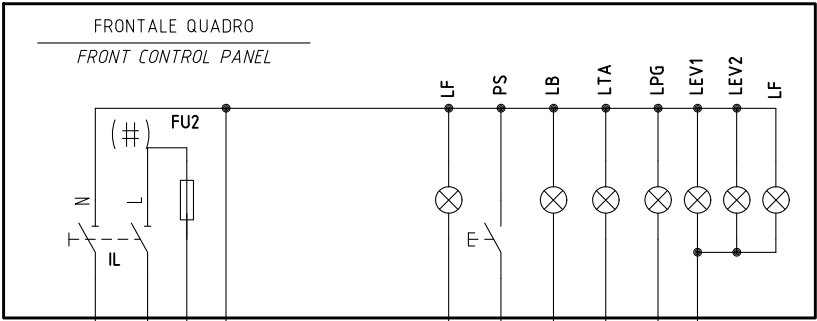 FRONTALE QUADRO
FRONT CONTROL PANEL
LF
PS
LB
LTA
LPG
LEV1
LEV2
LF
(#)
FU2
N
L
IL